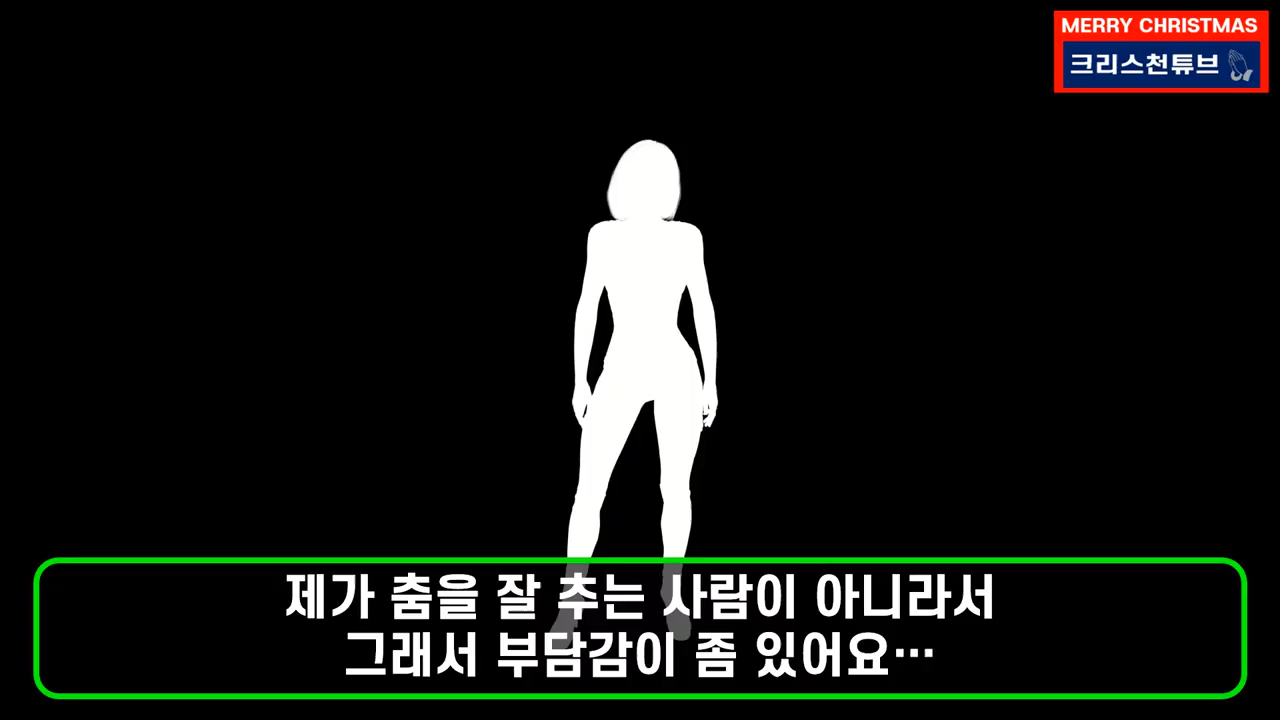 MERRY CHRISTMAS
크리스천튜브
제가 춤을 잘 추는 사람이 아니라서
그래서 부담감이 좀 있어요…